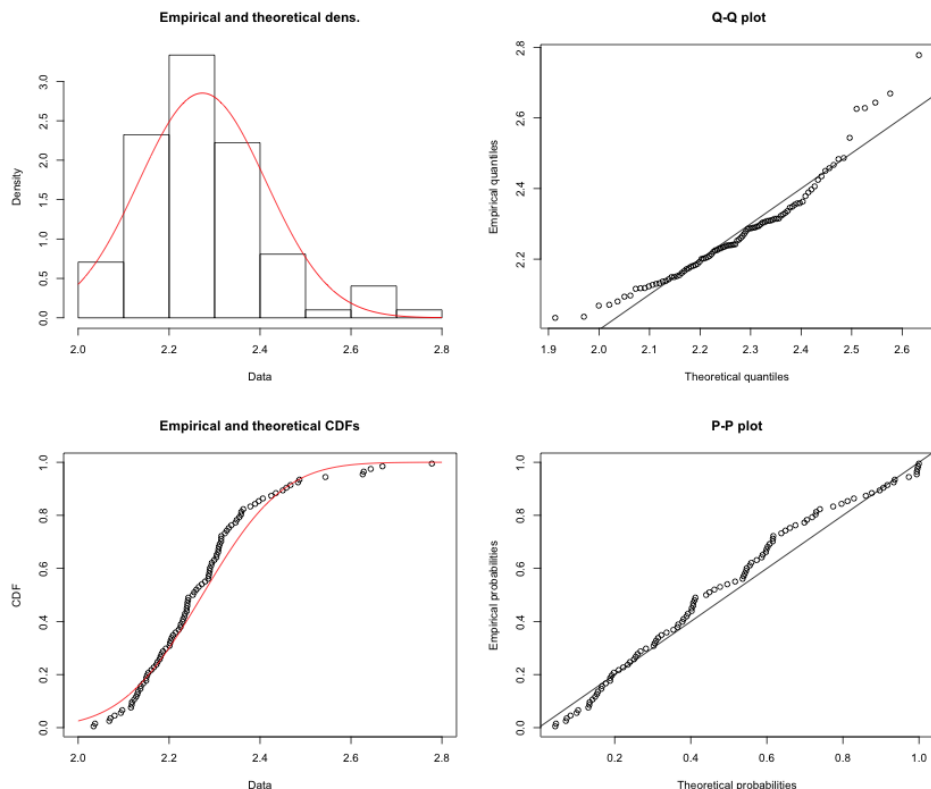 Empirical and theoretical dens.
Density
0.0 0.5 1.0 1.5 2.0 2.5 3.0
2.0 2.2 2.4 2.6 2.8
Data
Q-Q plot
Empirical quantiles
2.2 2.4 2.6 2.8
1.9 2.0 2.1 2.2 2.3 2.4 2.5 2.6
Theoretical quantiles
Empirical and theoretical CDFs
CDF
0.0 0.2 0.4 0.6 0.8 1.0
2.0 2.2 2.4 2.6 2.8
Data
P-P plot
Empirical probabilities
0.0 0.2 0.4 0.6 0.8 1.0
0.2 0.4 0.6 0.8 1.0
Theoretical probabilities